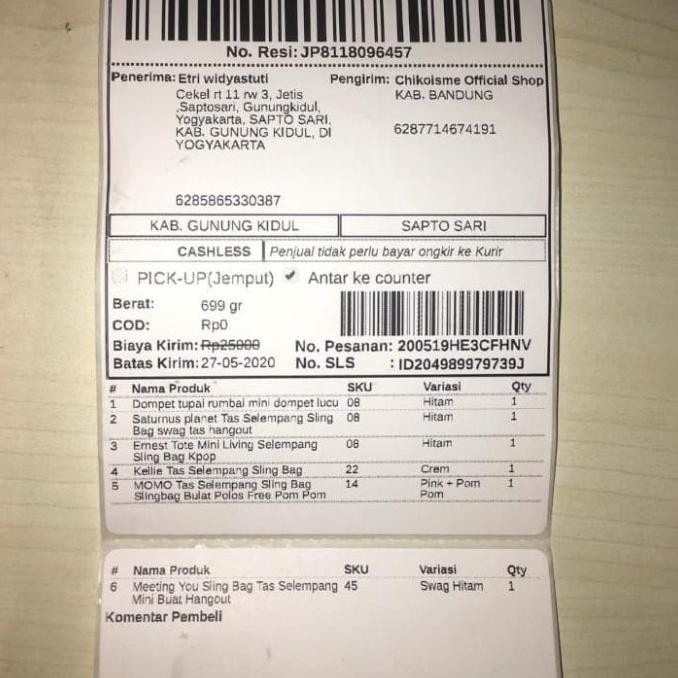 No. Resi: JP8118096457
Penerima: Etri widyastuti
Cekel rt 11 rw 3, Jetis
,Saptosari, Gunungkidul,
Yogyakarta, SAPTO SARI,
KAB. GUNUNG KIDUL, DI
YOGYAKARTA
6285865330387
Pengirim: Chikoisme Official Shop
KAB. BANDUNG
6287714674191
KAB. GUNUNG KIDUL SAPTO SARI
CASHLESS Penjual tidak perlu bayar ongkir ke Kurir
PICK-UP(Jemput) ✔ Antar ke counter
Berat: 699 gr
COD: Rp0
Biaya Kirim: Rp25000 No. Pesanan: 200519HE3CFHNV
Batas Kirim: 27-05-2020 No. SLS : ID204989979739J
# Nama Produk SKU Variasi Qty
1 Dompet tupai rumbai mini dompet lucu 08 Hitam 1
2 Saturnus planet Tas Selempang Sling 08 Hitam 1
Bag swag tas hangout
3 Ernest Tote Mini Living Selempang 08 Hitam 1
Sling Bag Kpop
4 Kellie Tas Selempang Sling Bag 22 Crem 1
5 MOMO Tas Selempang Sling Bag 14 Pink + Pom 1
Slingbag Bulat Polos Free Pom Pom Pom
# Nama Produk SKU Variasi Qty
6 Meeting You Sling Bag Tas Selempang 45 Swag Hitam 1
Mini Buat Hangout
Komentar Pembeli